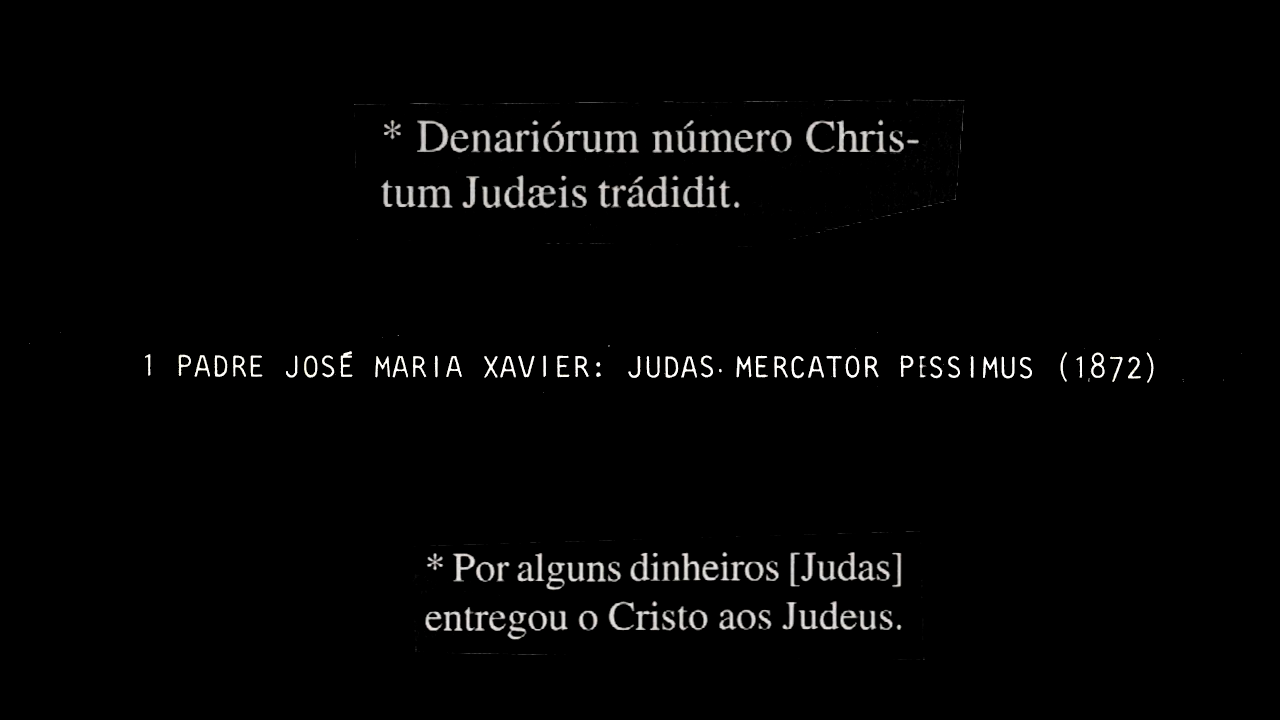 * Denariórum número Chris-
tum Judæis trádidit.
1 PADRE JOSÉ MARIA XAVIER: JUDAS MERCATOR PESSIMUS (1872)
* Por alguns dinheiros [Judas]
entregou o Cristo aos Judeus.